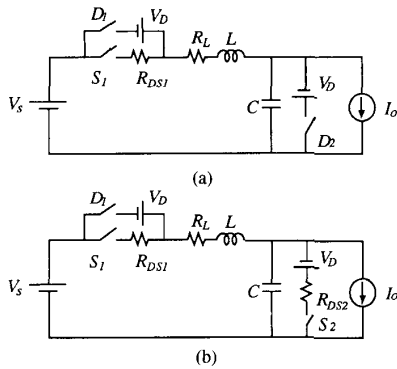 D1 VD
RL L
S1 RDS1
Vs
C
VD
D2
Io
(a)
D1 VD
RL L
S1 RDS1
Vs
C
VD
RDS2
S2
Io
(b)